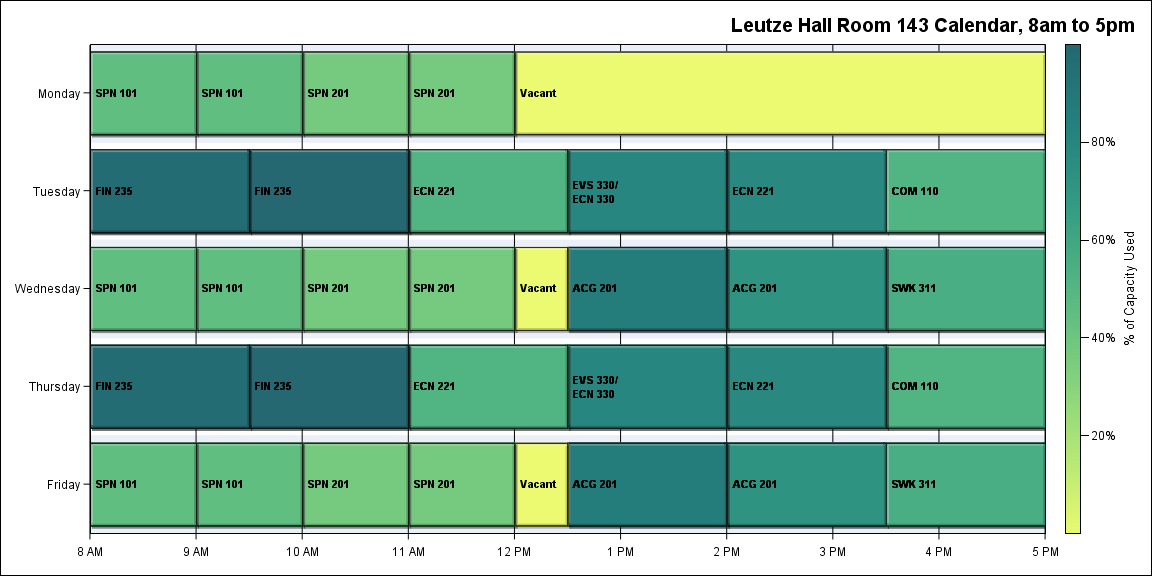 Leutze Hall Room 143 Calendar, 8am to 5pm
Monday
SPN 101
SPN 101
SPN 201
SPN 201
Vacant
Tuesday
FIN 235
FIN 235
ECN 221
EVS 330/
ECN 330
ECN 221
COM 110
Wednesday
SPN 101
SPN 101
SPN 201
SPN 201
Vacant
ACG 201
ACG 201
SWK 311
Thursday
FIN 235
FIN 235
ECN 221
EVS 330/
ECN 330
ECN 221
COM 110
Friday
SPN 101
SPN 101
SPN 201
SPN 201
Vacant
ACG 201
ACG 201
SWK 311
8 AM
9 AM
10 AM
11 AM
12 PM
1 PM
2 PM
3 PM
4 PM
5 PM
80%
60%
40%
20%
% of Capacity Used